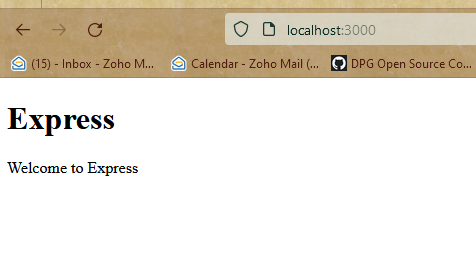 localhost:3000
(15) - Inbox - Zoho M...
Calendar - Zoho Mail (...
DPG Open Source Co...
Express
Welcome to Express